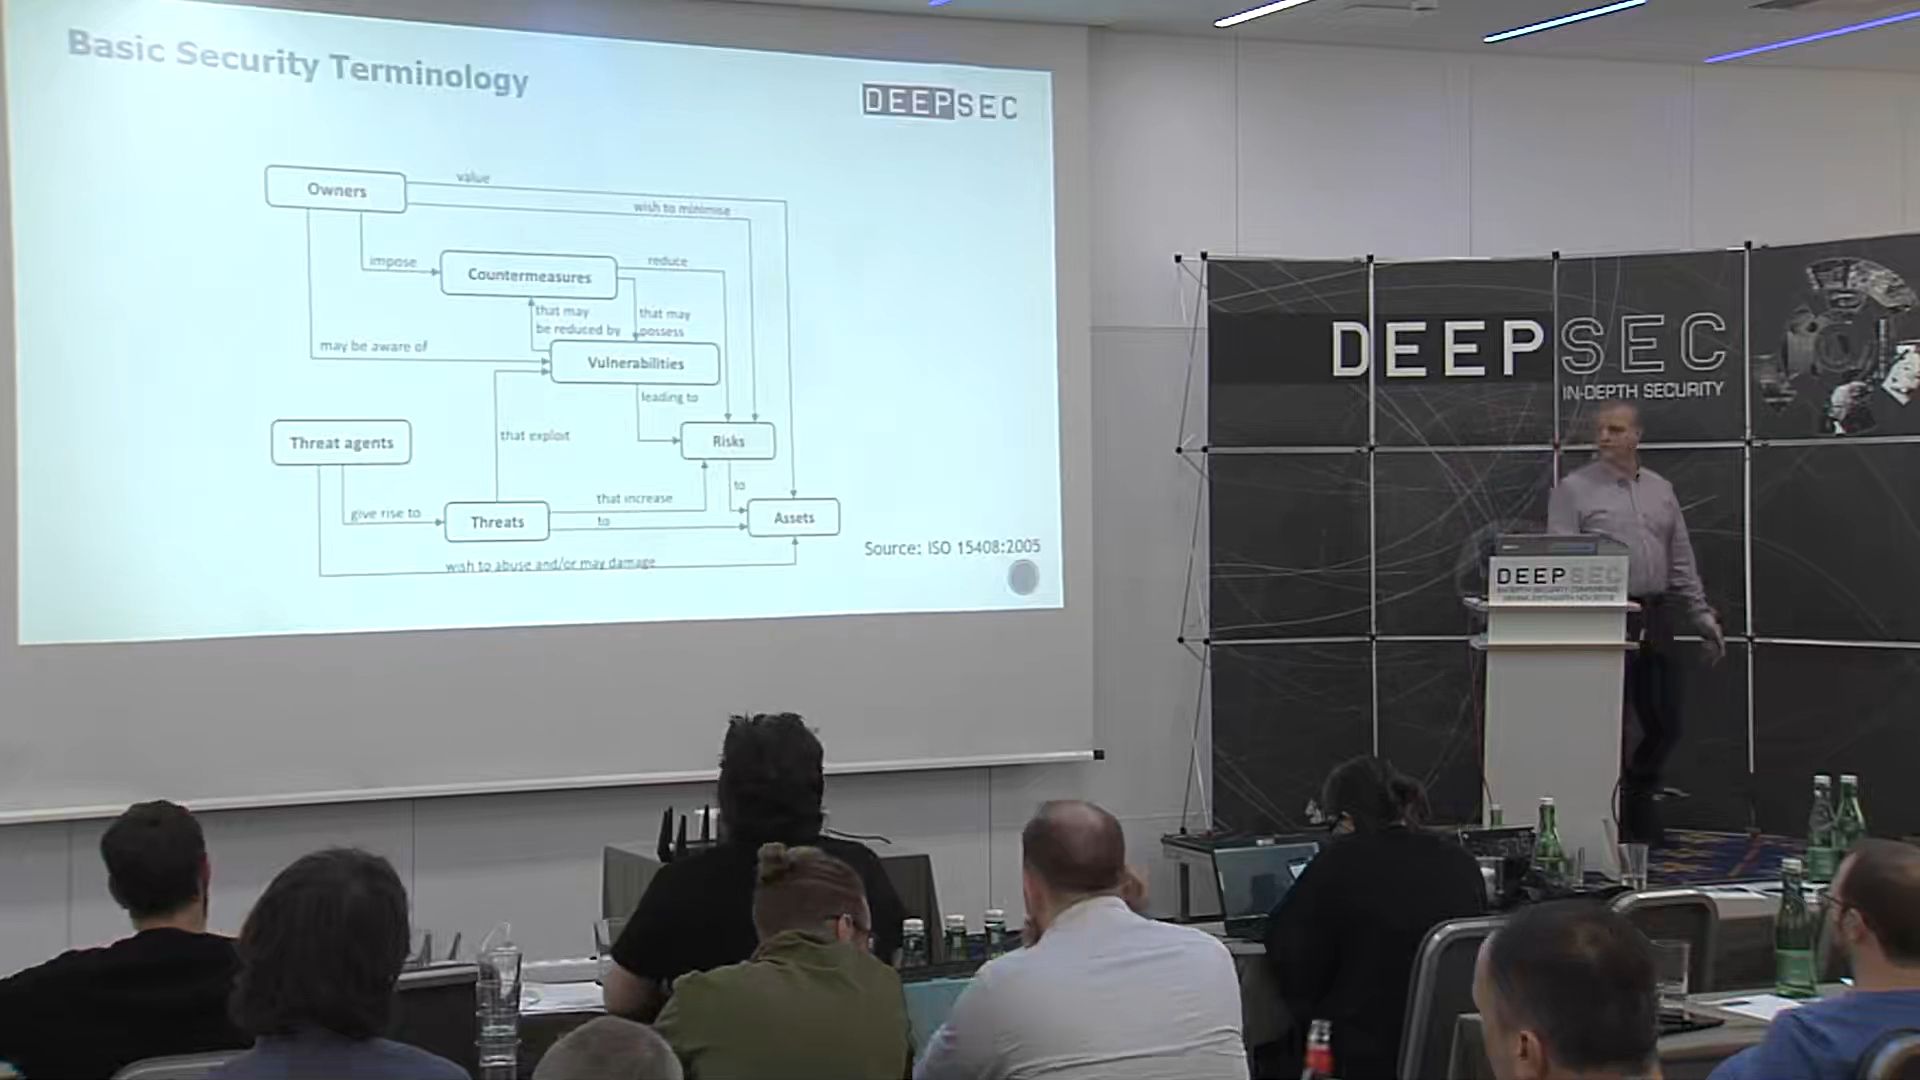 Basic Security Terminology
DEEPSEC
value
Owners
wish to minimise
impose
reduce
Countermeasures
that may
be reduced by
that may
possess
may be aware of
Vulnerabilities
leading to
Threat agents
that exploit
Risks
to
that increase
give rise to
Threats
to
Assets
wish to abuse and/or may damage
Source: ISO 15408:2005
DEEPSEC
IN-DEPTH SECURITY
DEEPSEC